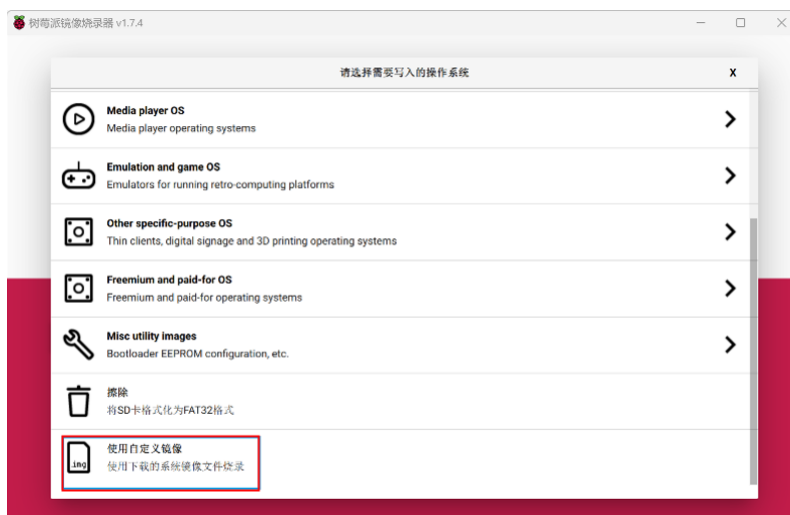 树莓派镜像烧录器 v1.7.4
请选择需要写入的操作系统
X
Media player OS
Media player operating systems
Emulation and game OS
Emulators for running retro-computing platforms
Other specific-purpose OS
Thin clients, digital signage and 3D printing operating systems
Freemium and paid-for OS
Freemium and paid-for operating systems
Misc utility images
Bootloader EEPROM configuration, etc.
擦除
将SD卡格式化为FAT32格式
使用自定义镜像
.img
使用下载的系统镜像文件烧录